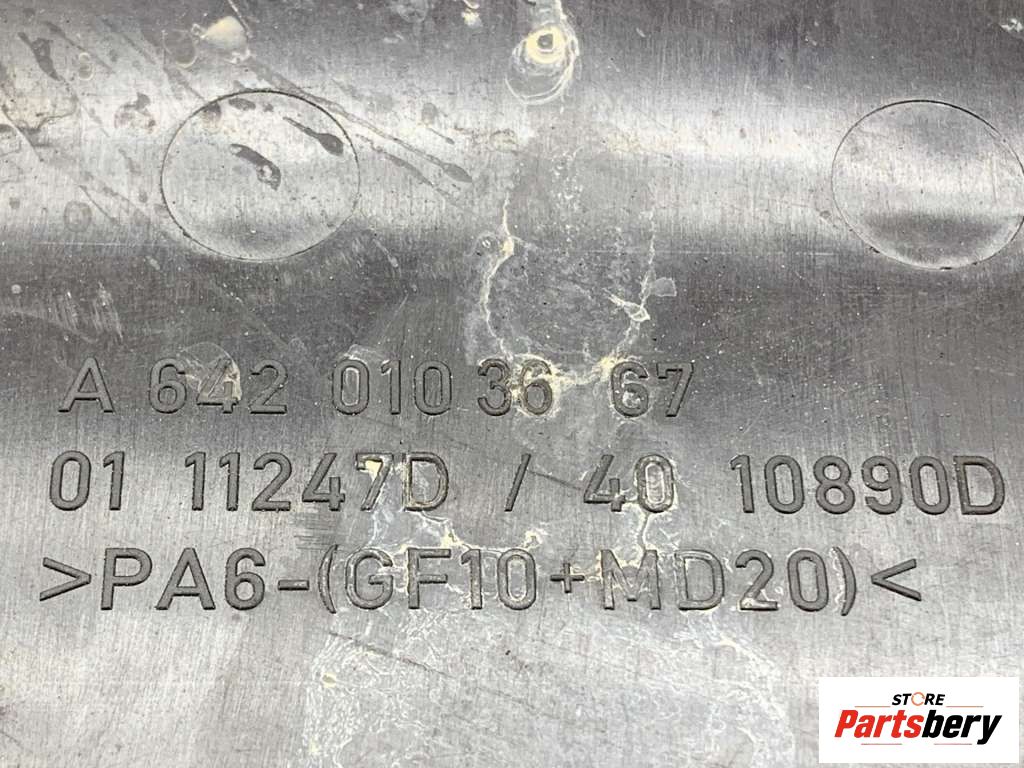 A 642 010 36 67
01 11247D / 40 10890D
>PA6-(GF10+MD20)<
STORE
Partsbery